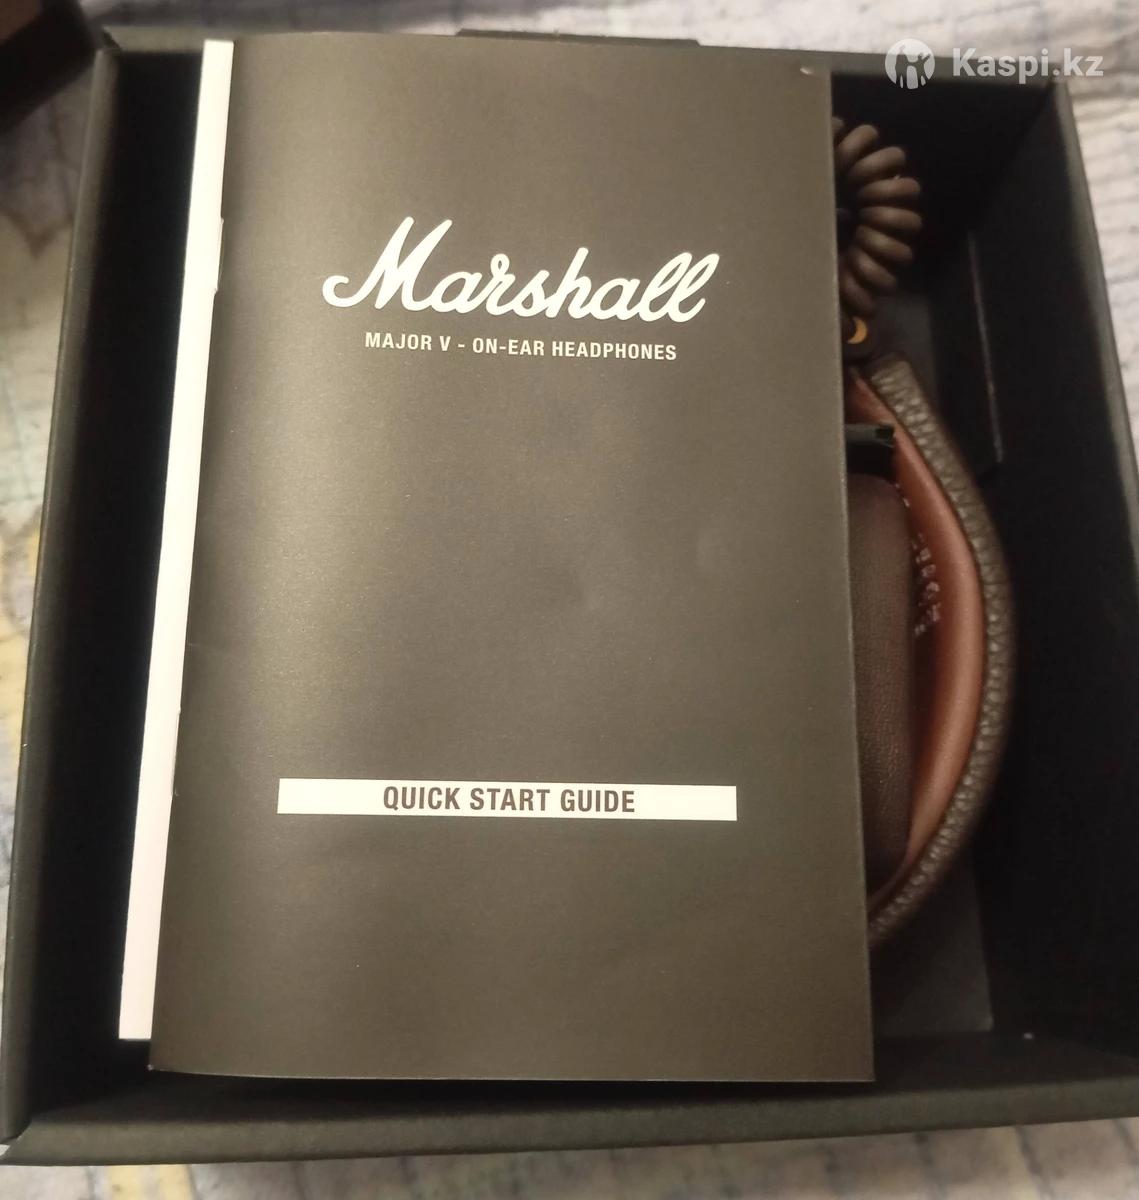 Kaspi.kz
Marshall
MAJOR V - ON-EAR HEADPHONES
QUICK START GUIDE